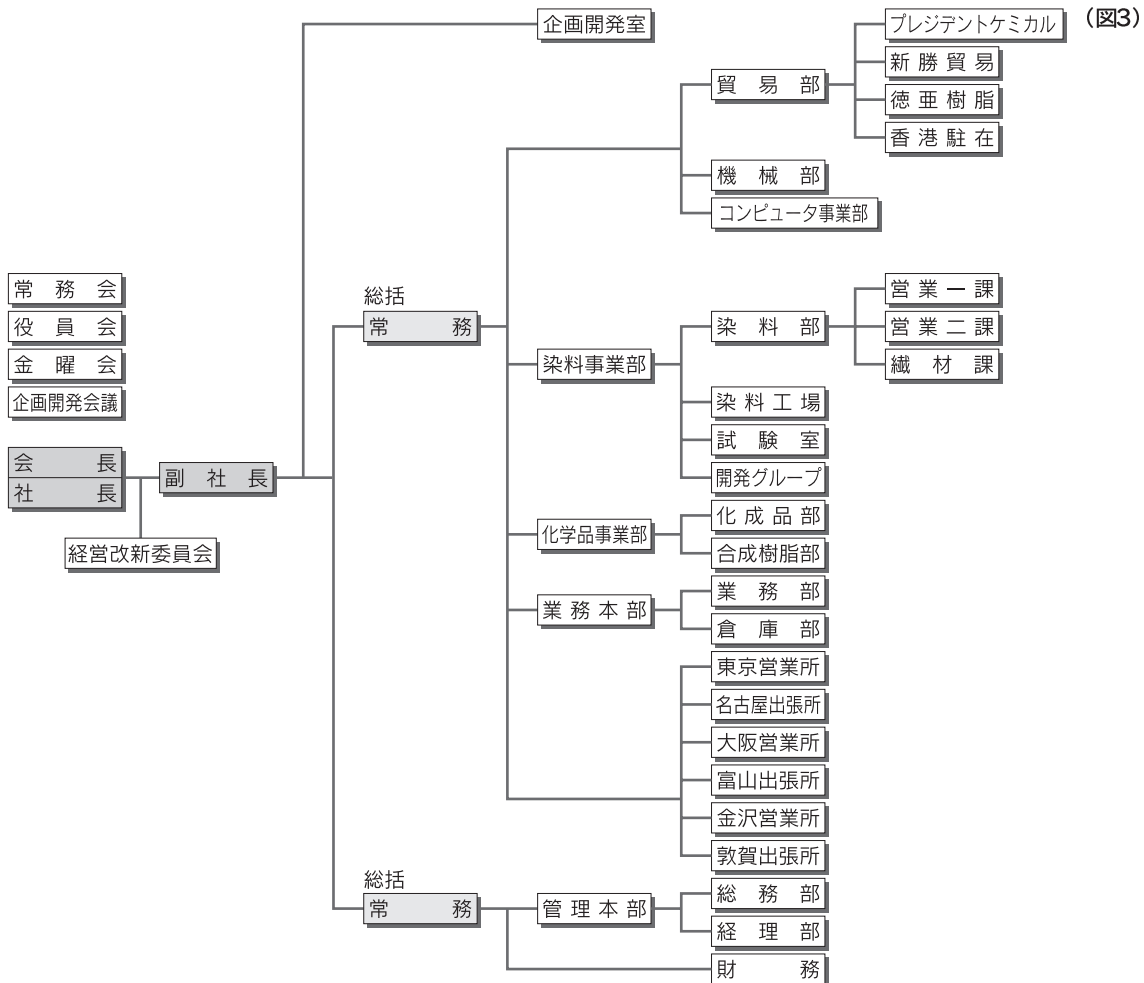 (図3)
企画開発室
プレジデントケミカル
新勝貿易
徳亜樹脂
香港駐在
貿易部
機械部
コンピュータ事業部
常務会
役員会
金曜会
企画開発会議
会長
社長
経営改新委員会
副社長
総括
常務
染料事業部
染料部
営業一課
営業二課
繊材課
染料工場
試験室
開発グループ
化学品事業部
化成品部
合成樹脂部
業務本部
業務部
倉庫部
東京営業所
名古屋出張所
大阪営業所
富山出張所
金沢営業所
敦賀出張所
総括
常務
管理本部
総務部
経理部
財務